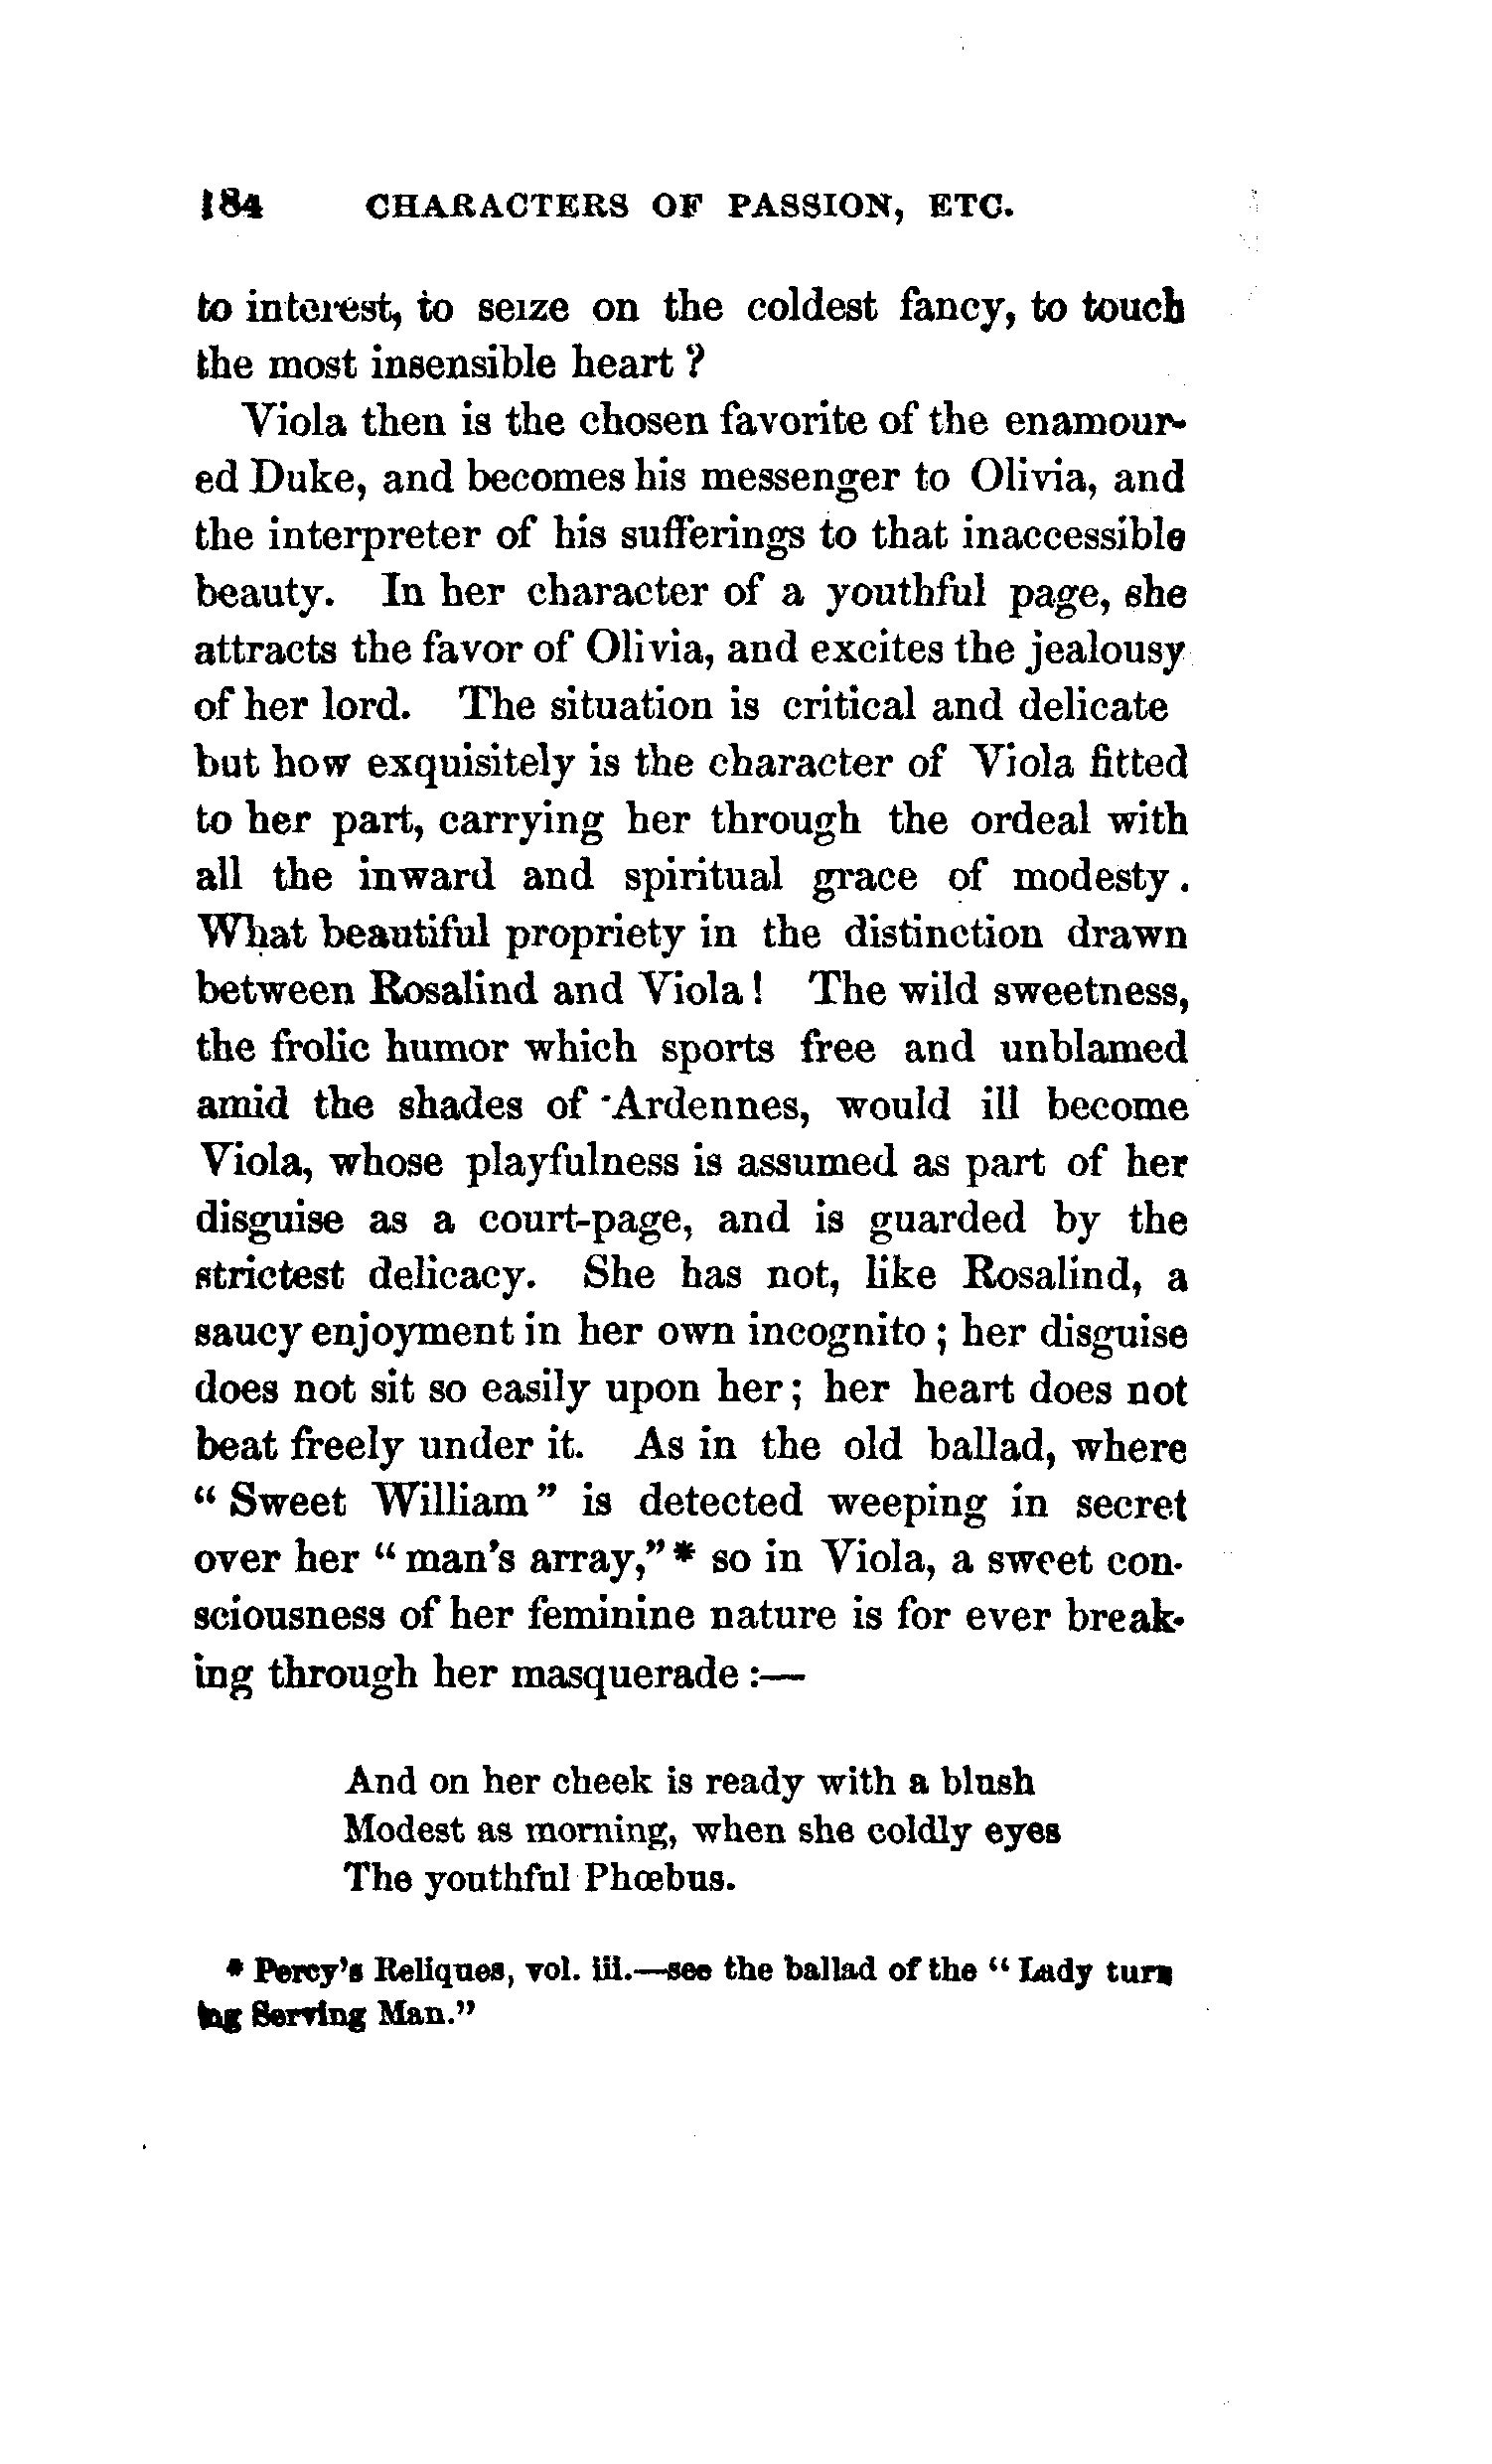 184 CHARACTERS OF PASSION, ETC.
to interest, to seize on the coldest fancy, to touch
the most insensible heart ?
Viola then is the chosen favorite of the enamour-
ed Duke, and becomes his messenger to Olivia, and
the interpreter of his sufferings to that inaccessible
beauty. In her character of a youthful page, she
attracts the favor of Olivia, and excites the jealousy
of her lord. The situation is critical and delicate
but how exquisitely is the character of Viola fitted
to her part, carrying her through the ordeal with
all the inward and spiritual grace of modesty.
What beautiful propriety in the distinction drawn
between Rosalind and Viola ! The wild sweetness,
the frolic humor which sports free and unblamed
amid the shades of Ardennes, would ill become
Viola, whose playfulness is assumed as part of her
disguise as a court-page, and is guarded by the
strictest delicacy. She has not, like Rosalind, a
saucy enjoyment in her own incognito ; her disguise
does not sit so easily upon her ; her heart does not
beat freely under it. As in the old ballad, where
“ Sweet William ” is detected weeping in secret
over her “ man's array,” * so in Viola, a sweet con-
sciousness of her feminine nature is for ever break-
ing through her masquerade :—
And on her cheek is ready with a blush
Modest as morning, when she coldly eyes
The youthful Phœbus.
* Percy's Reliques, vol. iii.—see the ballad of the “ Lady turn
ing Serving Man.”